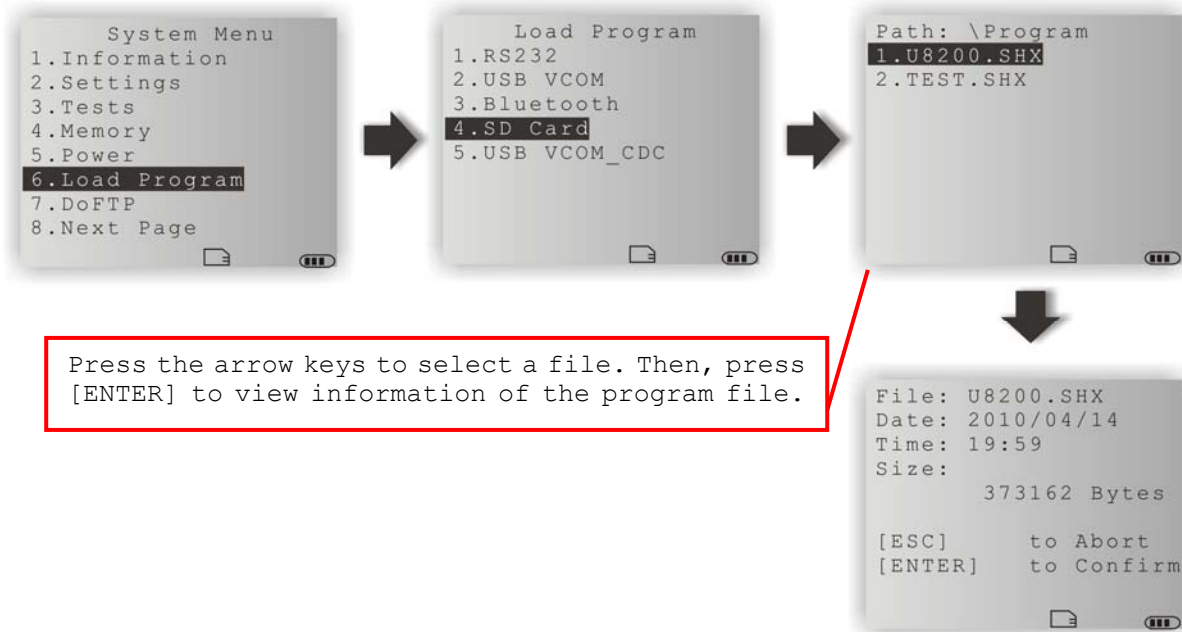 System Menu
1.Information
2.Settings
3.Tests
4.Memory
5.Power
6.Load Program
7.DoFTP
8.Next Page
Load Program
1.RS232
2.USB VCOM
3.Bluetooth
4.SD Card
5.USB VCOM_CDC
Path: \Program
1.U8200.SHX
2.TEST.SHX
Press the arrow keys to select a file. Then, press
[ENTER] to view information of the program file.
File: U8200.SHX
Date: 2010/04/14
Time: 19:59
Size:
373162 Bytes
[ESC] to Abort
[ENTER] to Confirm